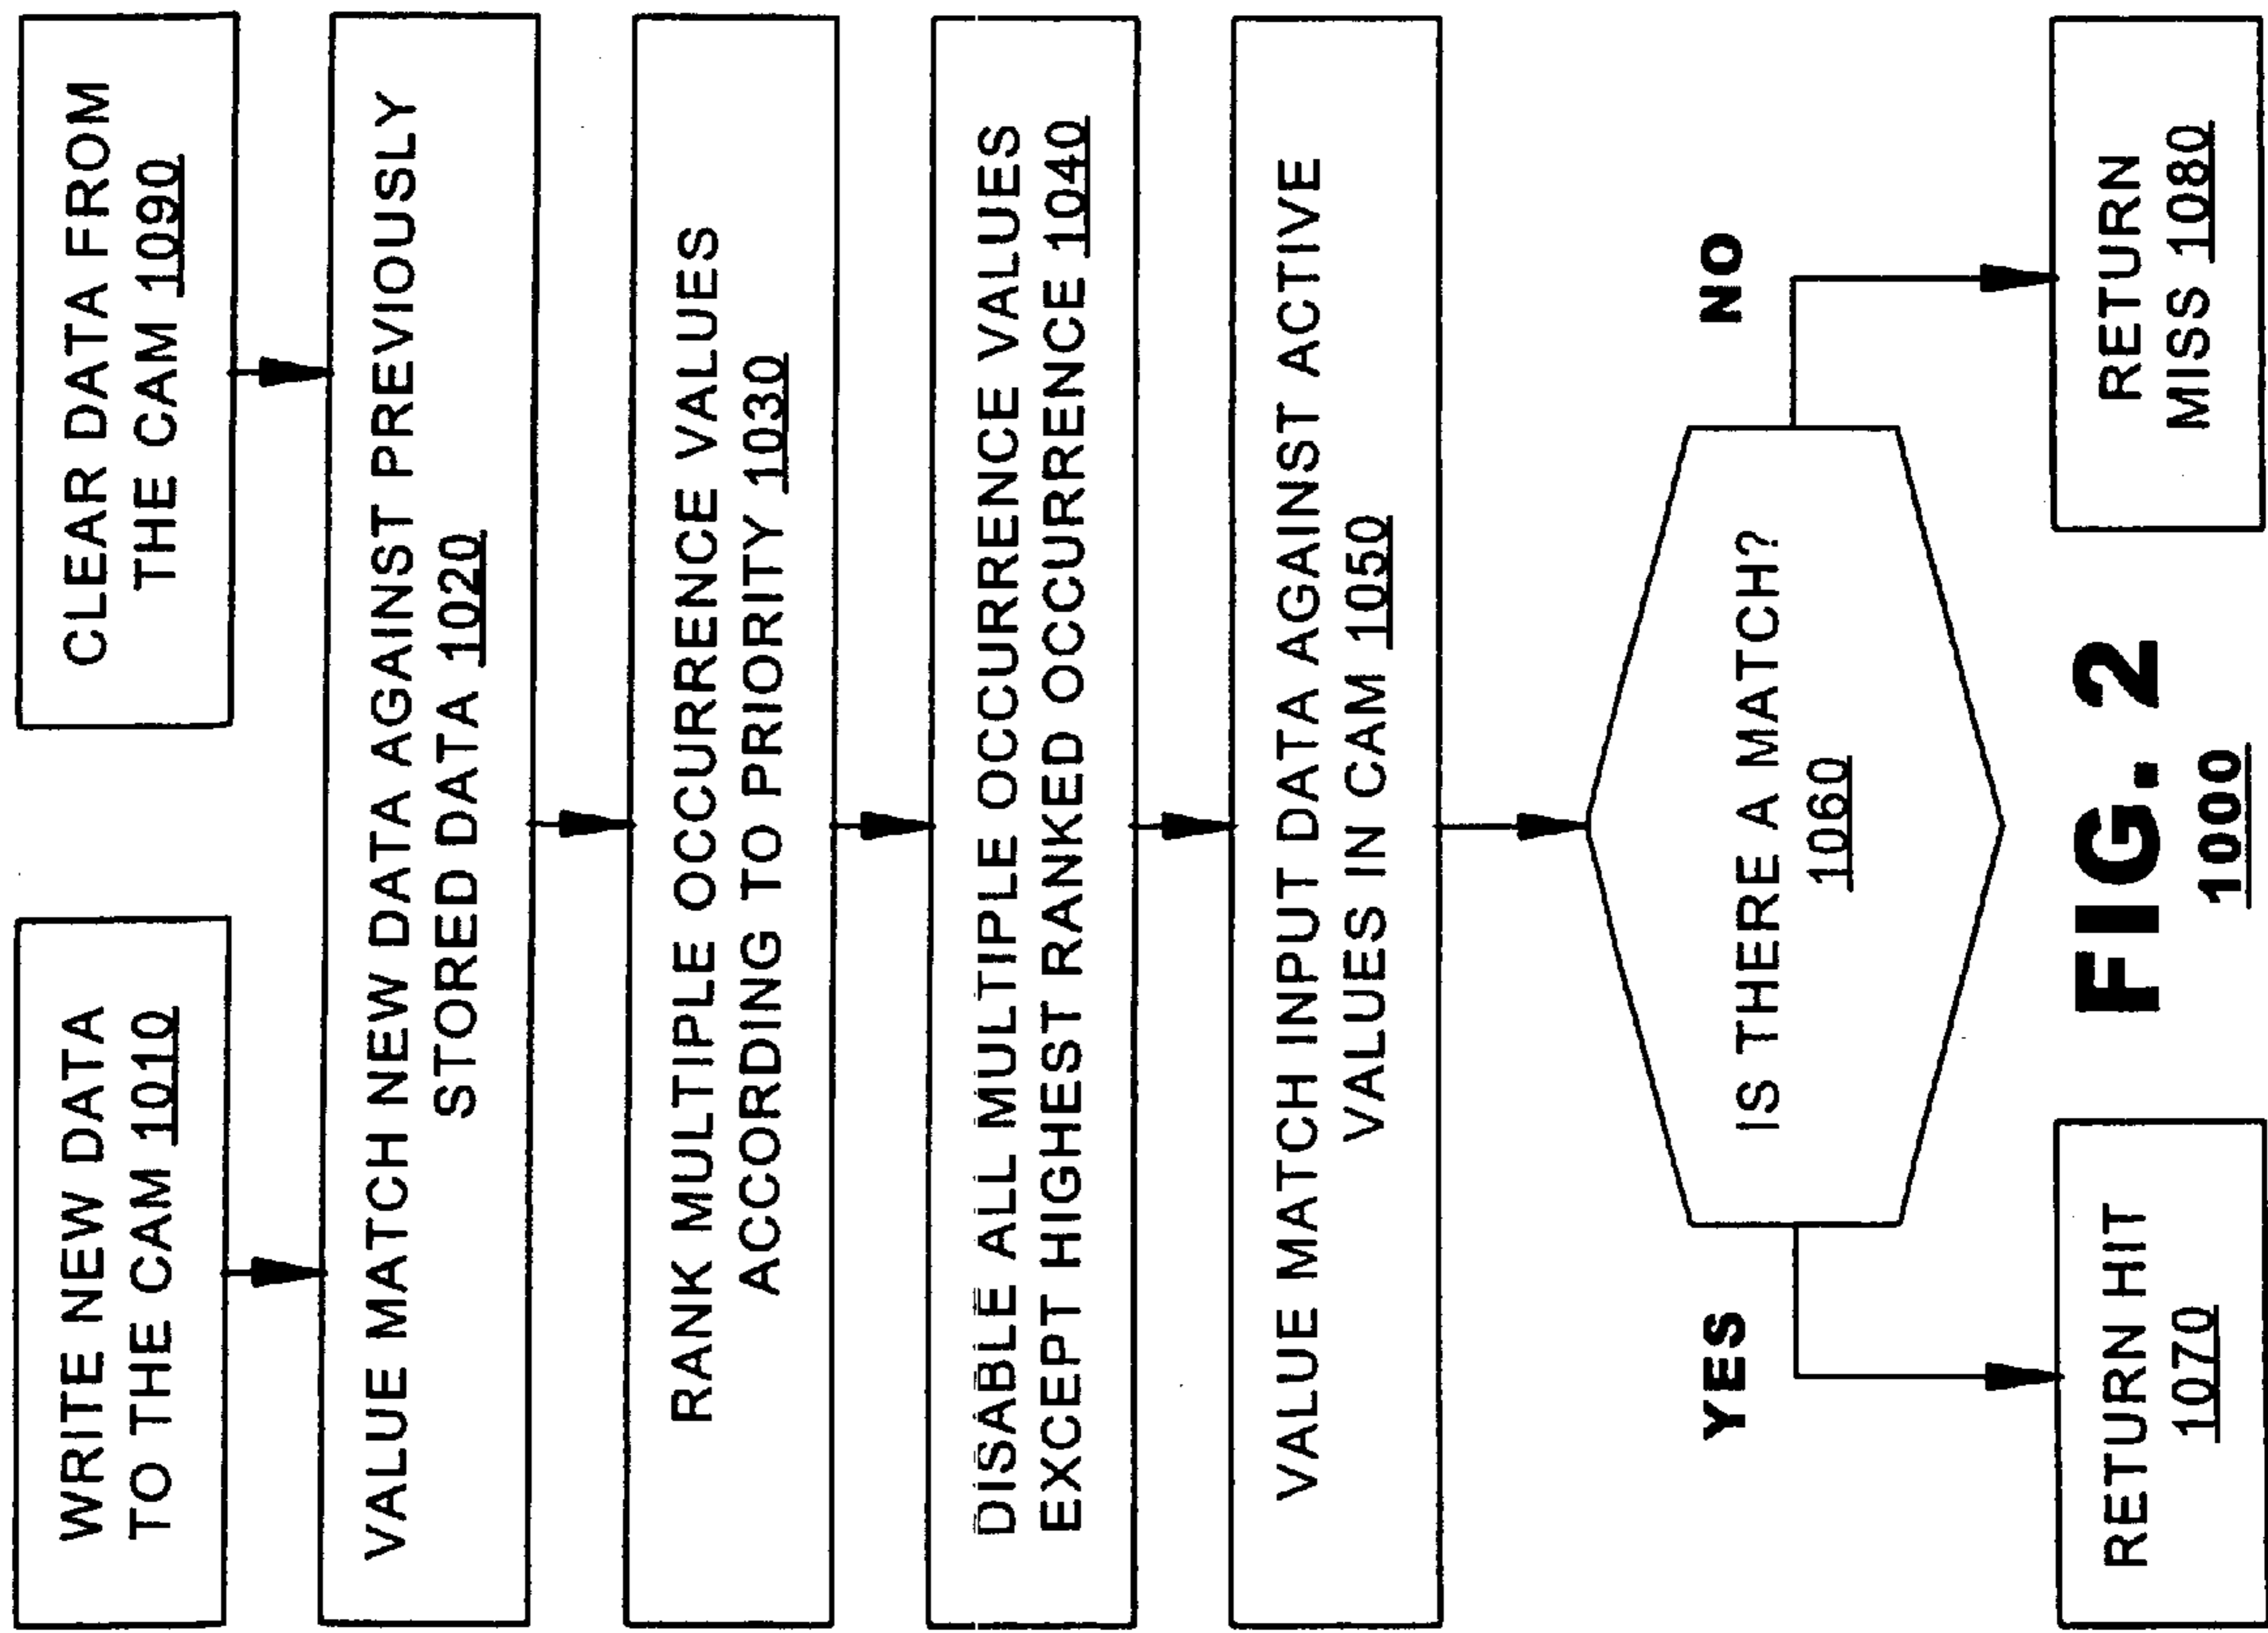 WRITE NEW DATA
TO THE CAM 1010
CLEAR DATA FROM
THE CAM 1090
VALUE MATCH NEW DATA AGAINST PREVIOUSLY
STORED DATA 1020
RANK MULTIPLE OCCURRENCE VALUES
ACCORDING TO PRIORITY 1030
DISABLE ALL MULTIPLE OCCURRENCE VALUES
EXCEPT HIGHEST RANKED OCCURRENCE 1040
VALUE MATCH INPUT DATA AGAINST ACTIVE
VALUES IN CAM 1050
IS THERE A MATCH?
1060
YES
NO
RETURN HIT
1070
RETURN
MISS 1080
FIG. 2
1000